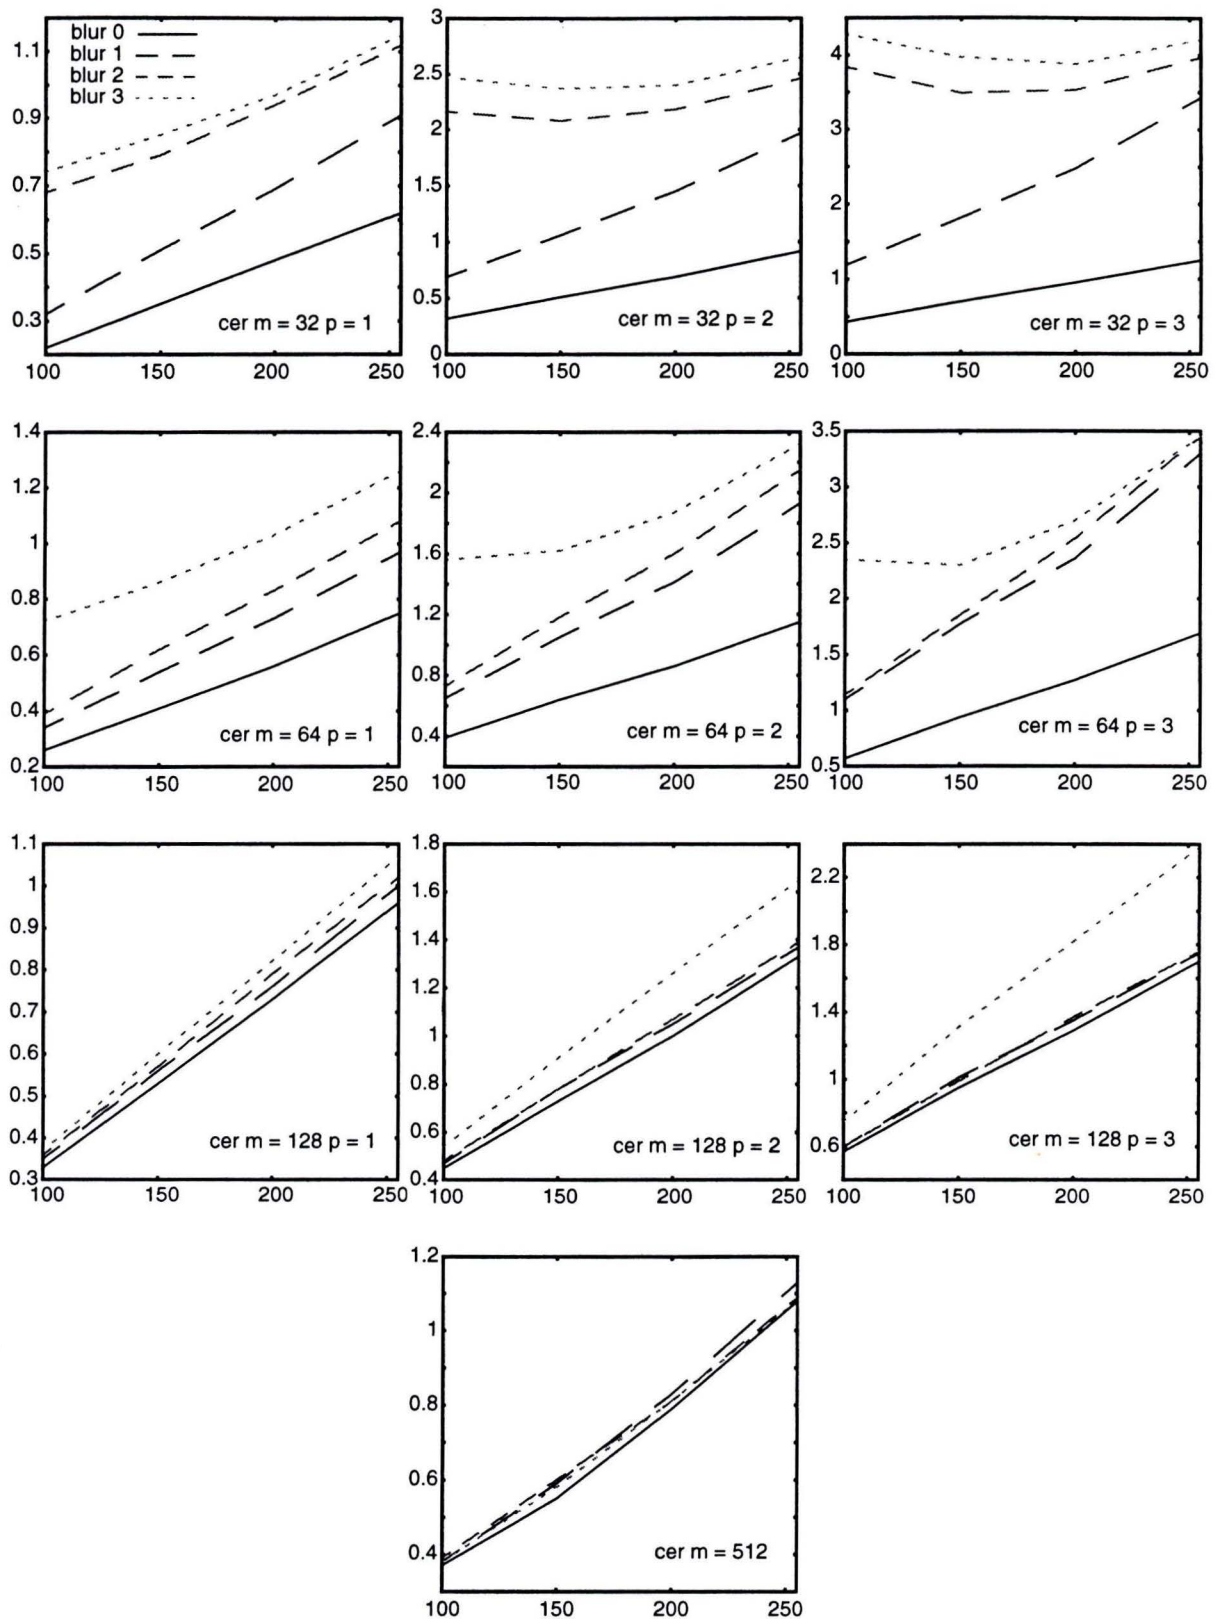 blur 0
blur 1
blur 2
blur 3
1.1
0.9
0.7
0.5
0.3
100 150 200 250
cer m = 32 p = 1
3
2.5
2
1.5
1
0.5
0
100 150 200 250
cer m = 32 p = 2
4
3
2
1
0
100 150 200 250
cer m = 32 p = 3
1.4
1.2
1
0.8
0.6
0.4
0.2
100 150 200 250
cer m = 64 p = 1
2.4
2
1.6
1.2
0.8
0.4
100 150 200 250
cer m = 64 p = 2
3.5
3
2.5
2
1.5
1
0.5
100 150 200 250
cer m = 64 p = 3
1.1
1
0.9
0.8
0.7
0.6
0.5
0.4
0.3
100 150 200 250
cer m = 128 p = 1
1.8
1.6
1.4
1.2
1
0.8
0.6
0.4
100 150 200 250
cer m = 128 p = 2
2.2
1.8
1.4
1
0.6
100 150 200 250
cer m = 128 p = 3
1.2
1
0.8
0.6
0.4
100 150 200 250
cer m = 512